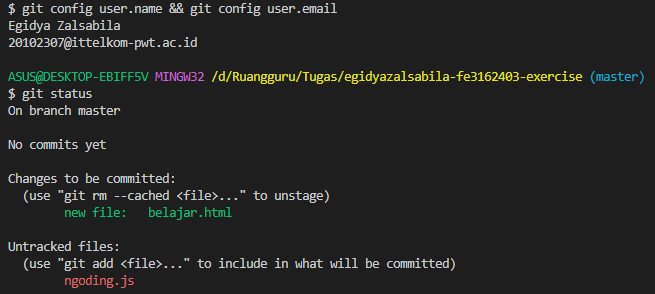 $ git config user.name && git config user.email
Egidya Zalsabila
20102307@ittelkom-pwt.ac.id
ASUS@DESKTOP-EBIFF5V MINGW32 /d/Ruangguru/Tugas/egidyazalsabila-fe3162403-exercise (master)
$ git status
On branch master
No commits yet
Changes to be committed:
  (use "git rm --cached <file>..." to unstage)
        new file:   belajar.html
Untracked files:
  (use "git add <file>..." to include in what will be committed)
        ngoding.js